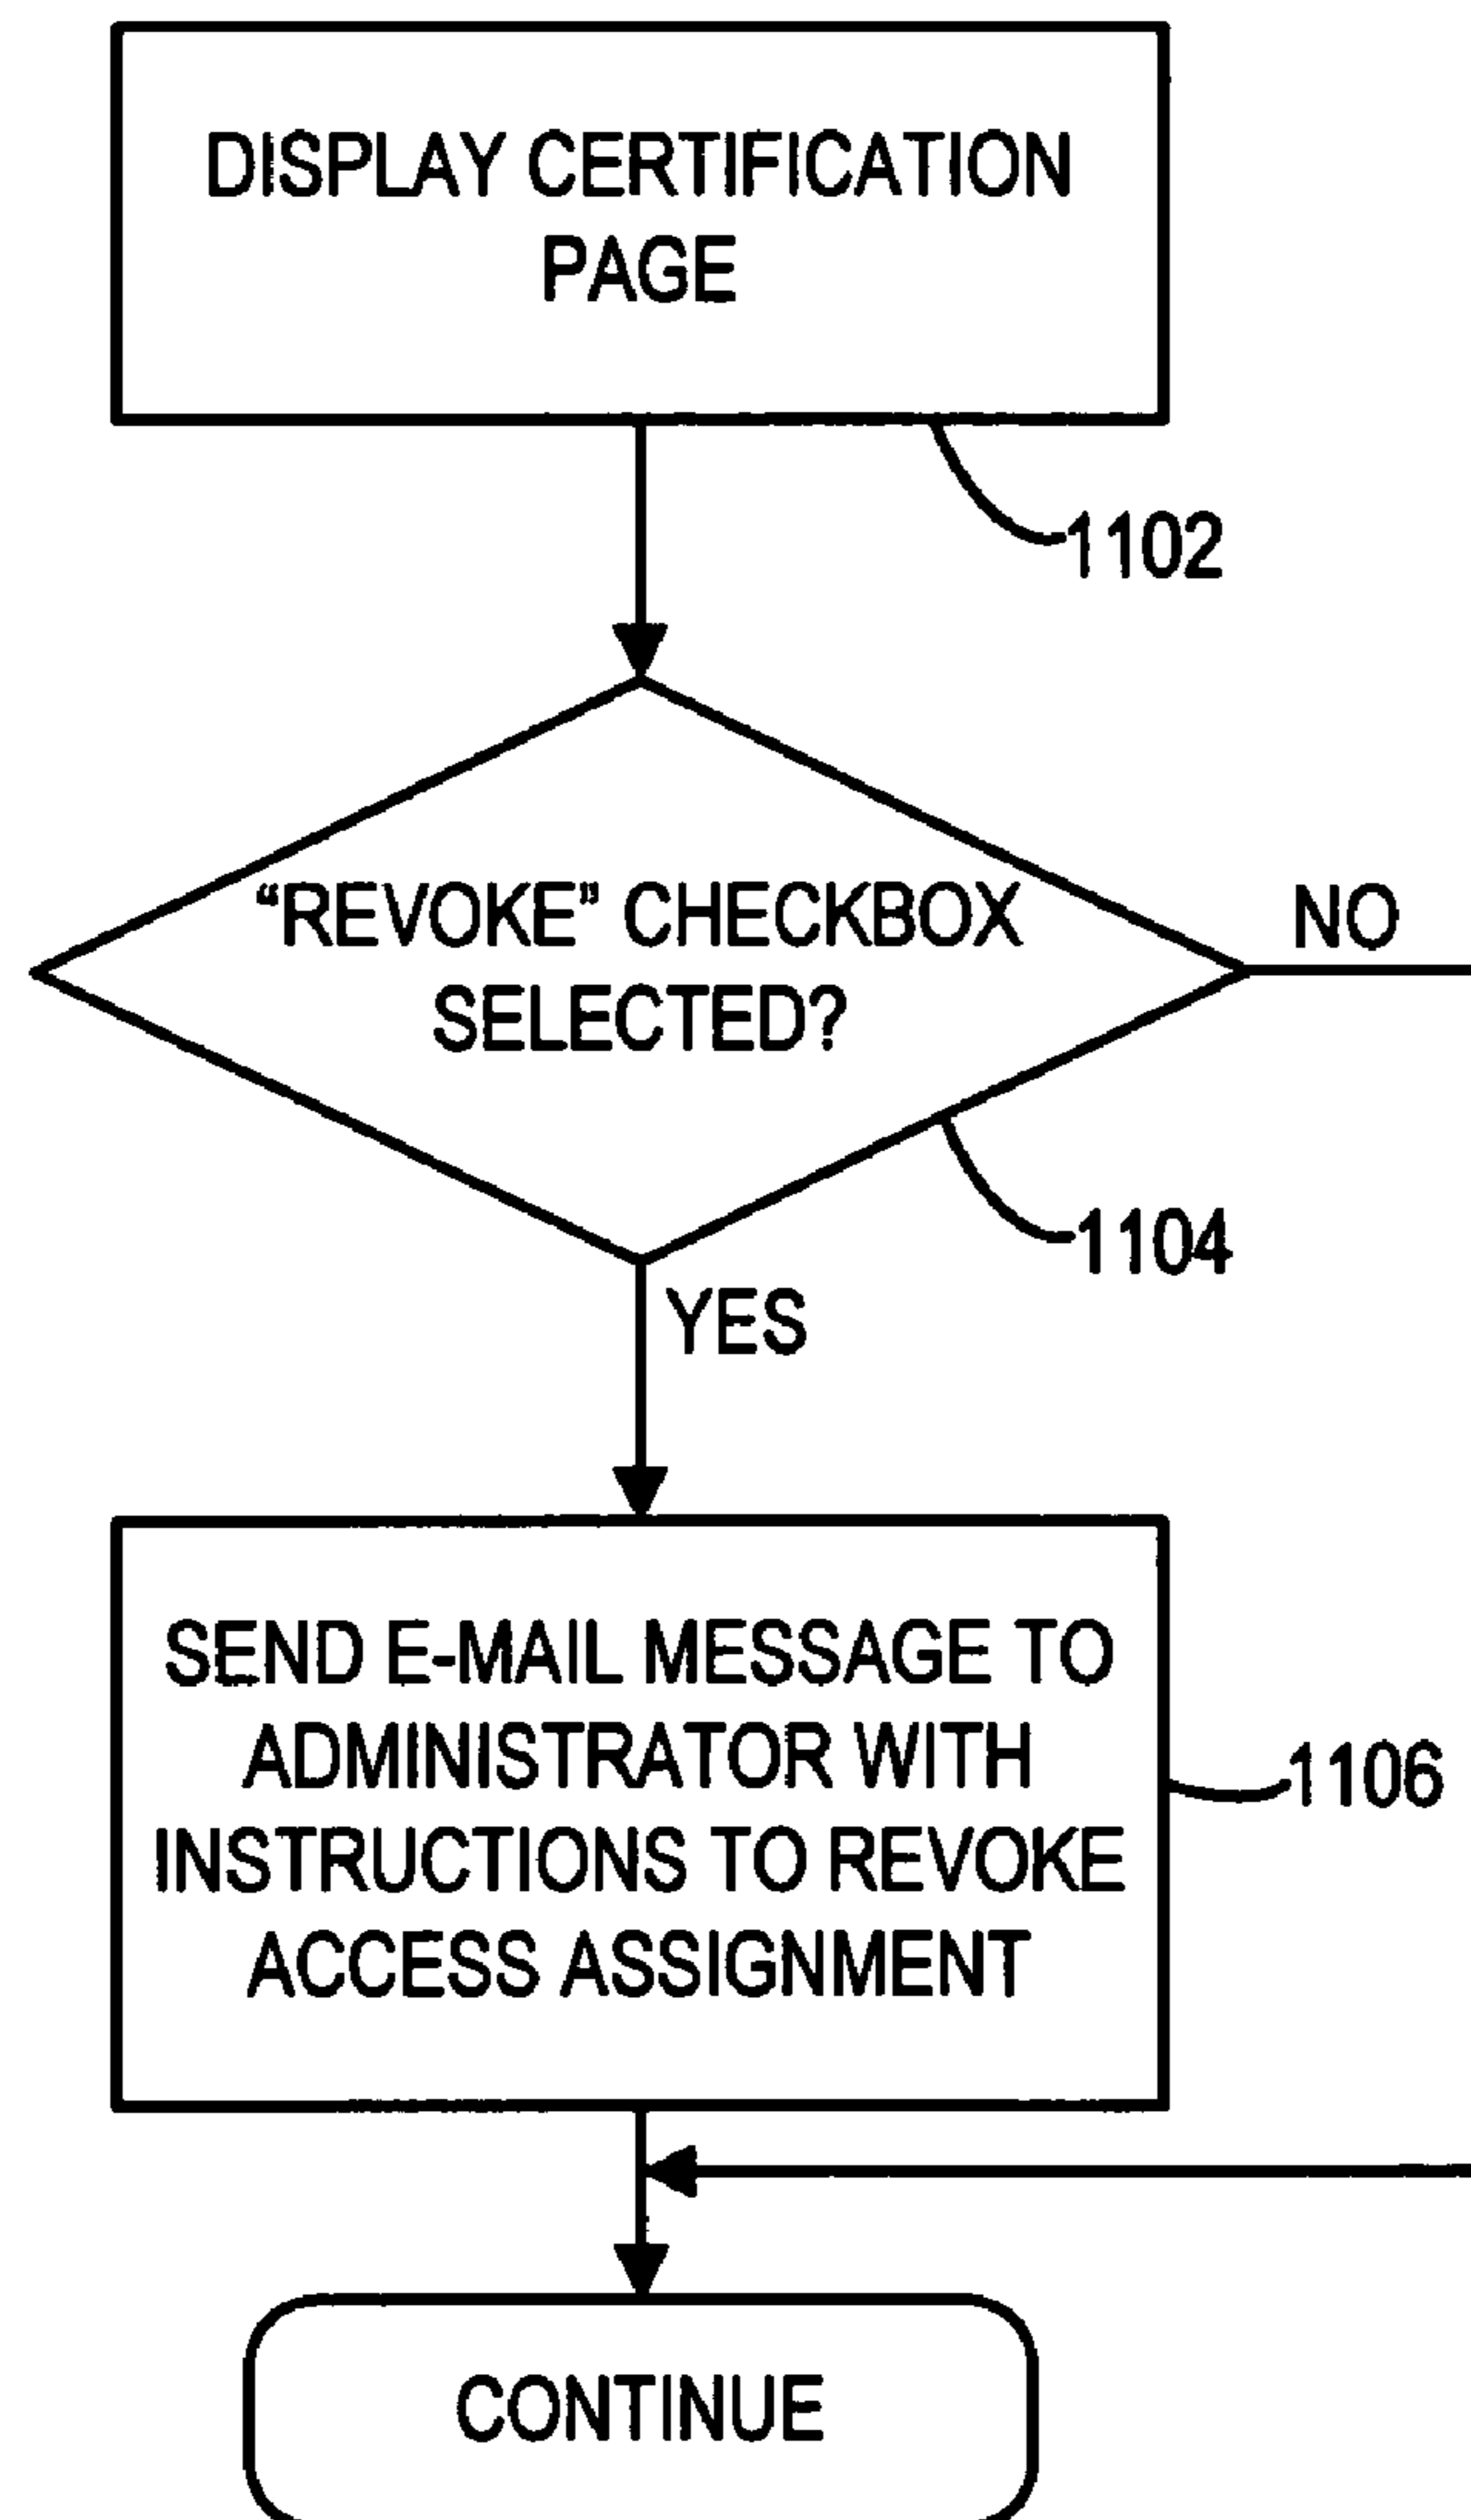 DISPLAY CERTIFICATION
PAGE
1102
“REVOKE” CHECKBOX
SELECTED?
NO
1104
YES
SEND E-MAIL MESSAGE TO
ADMINISTRATOR WITH
INSTRUCTIONS TO REVOKE
ACCESS ASSIGNMENT
1106
CONTINUE